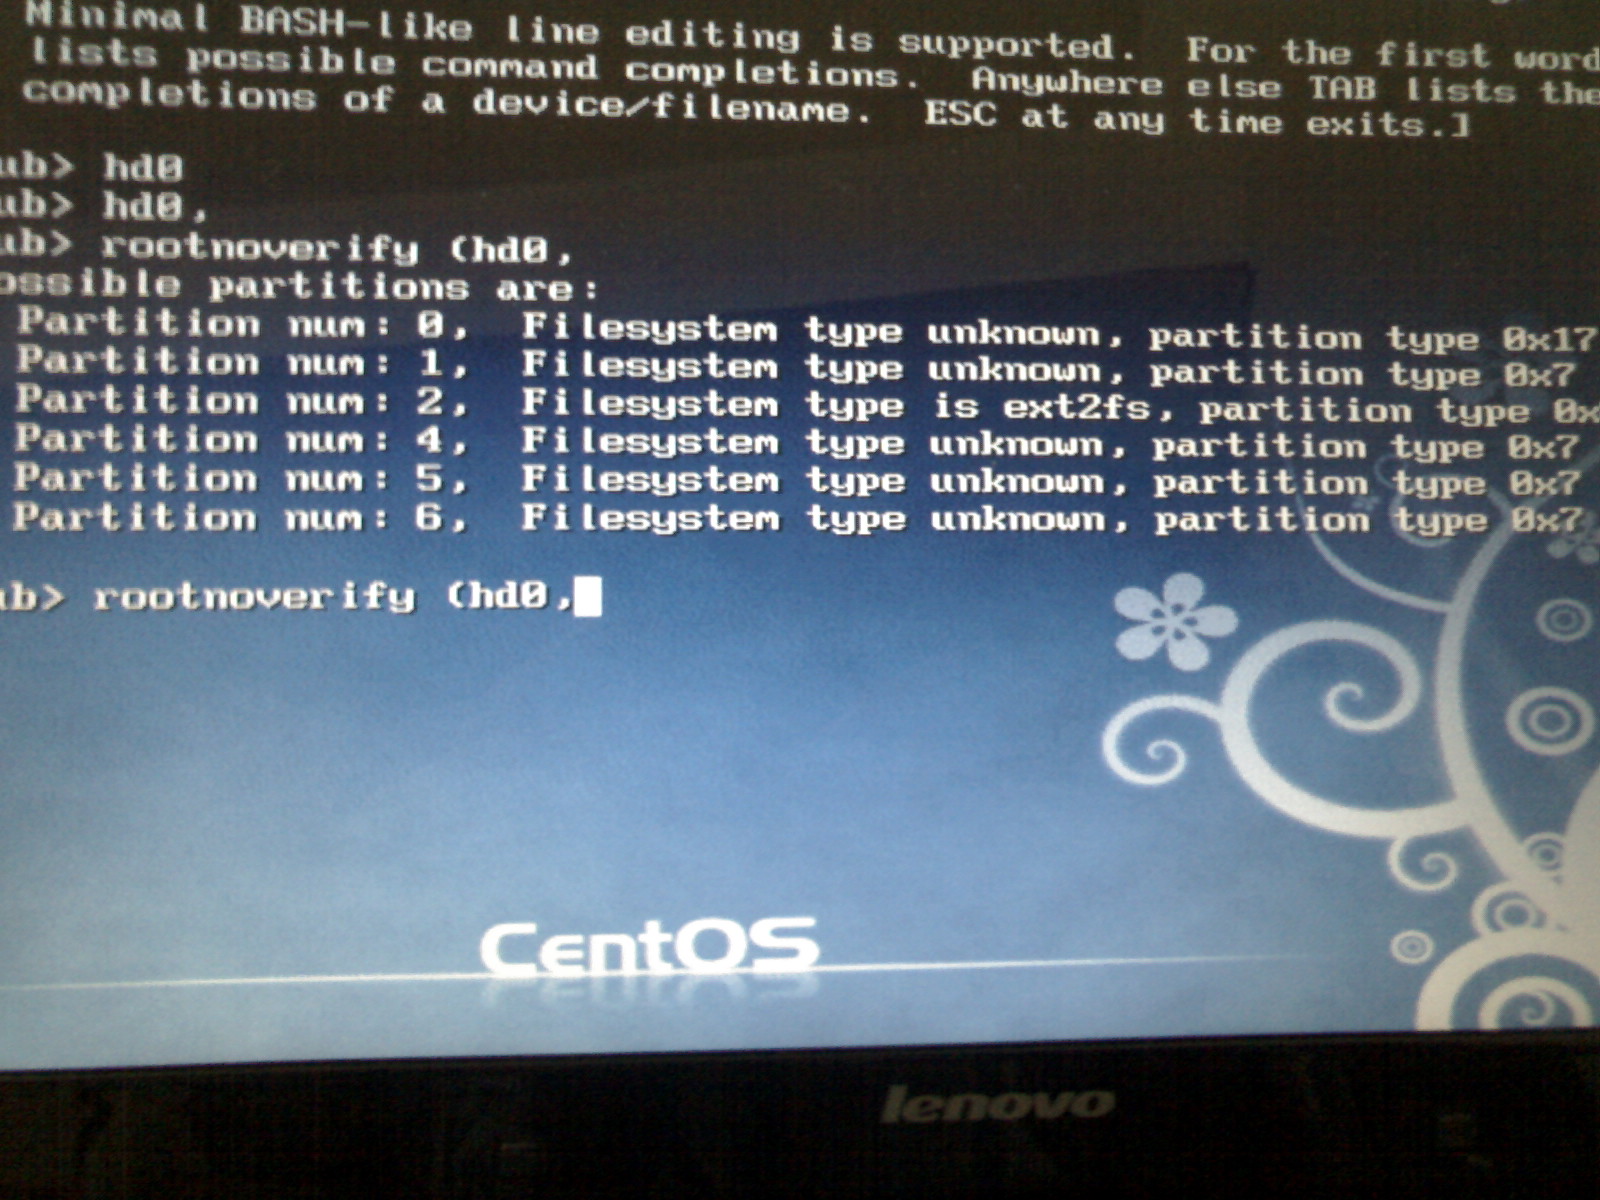 Minimal BASH-like line editing is supported. For the first word
lists possible command completions. Anywhere else TAB lists the
completions of a device/filename. ESC at any time exits.]
ub> hd0
ub> hd0,
ub> rootnoverify (hd0,
ossible partitions are:
Partition num: 0, Filesystem type unknown, partition type 0x17
Partition num: 1, Filesystem type unknown, partition type 0x7
Partition num: 2, Filesystem type is ext2fs, partition type 0x
Partition num: 4, Filesystem type unknown, partition type 0x7
Partition num: 5, Filesystem type unknown, partition type 0x7
Partition num: 6, Filesystem type unknown, partition type 0x7
ub> rootnoverify (hd0,
CentOS
lenovo